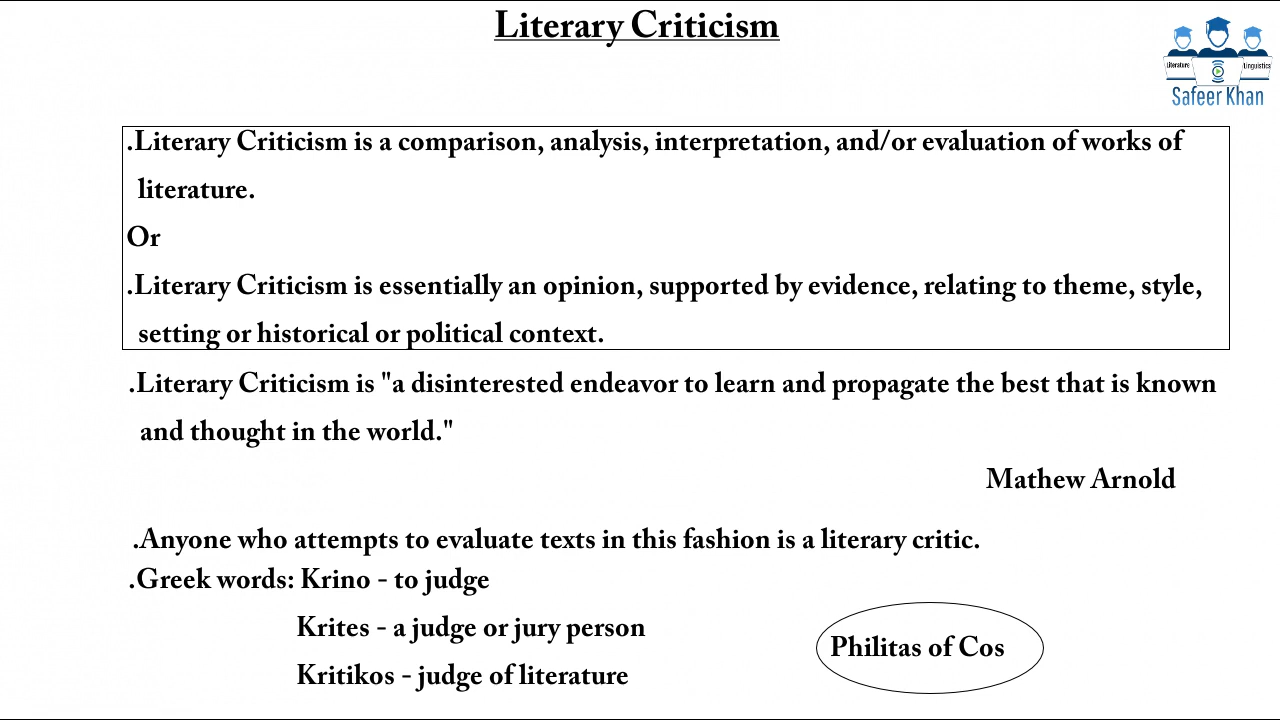 Literary Criticism
Literature
Linguistics
Safeer Khan
.Literary Criticism is a comparison, analysis, interpretation, and/or evaluation of works of
literature.
Or
.Literary Criticism is essentially an opinion, supported by evidence, relating to theme, style,
setting or historical or political context.
.Literary Criticism is "a disinterested endeavor to learn and propagate the best that is known
and thought in the world."
Mathew Arnold
.Anyone who attempts to evaluate texts in this fashion is a literary critic.
.Greek words: Krino - to judge
Krites - a judge or jury person
Kritikos - judge of literature
Philitas of Cos